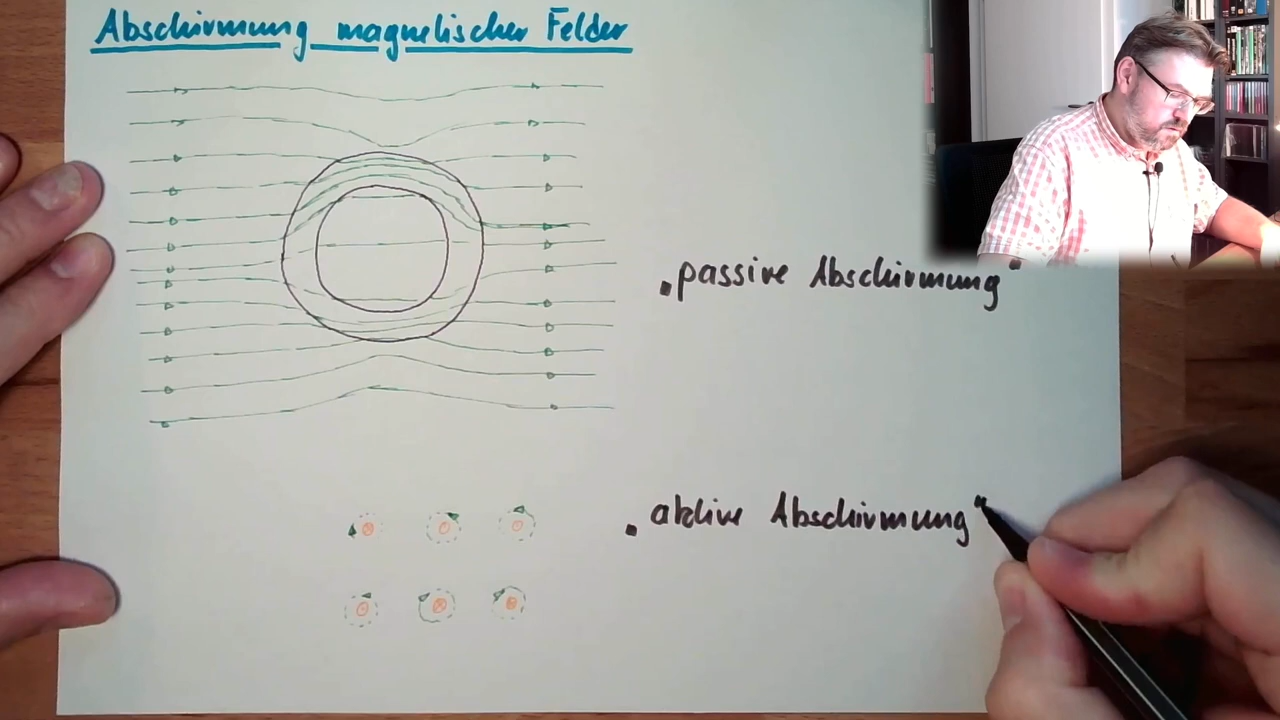 Abschirmung magnetischer Felder
"passive Abschirmung"
"aktive Abschirmung"